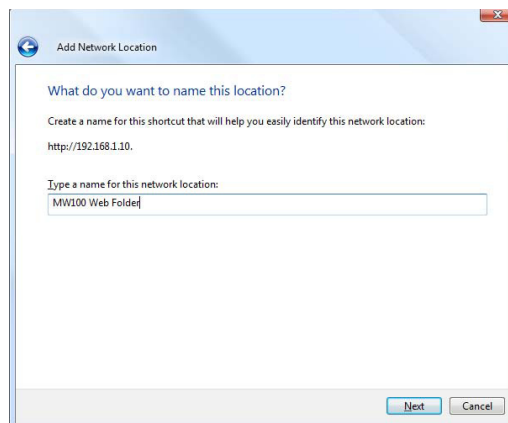 Add Network Location
What do you want to name this location?
Create a name for this shortcut that will help you easily identify this network location:
http://192.168.1.10.
Type a name for this network location:
MW100 Web Folder
Next Cancel